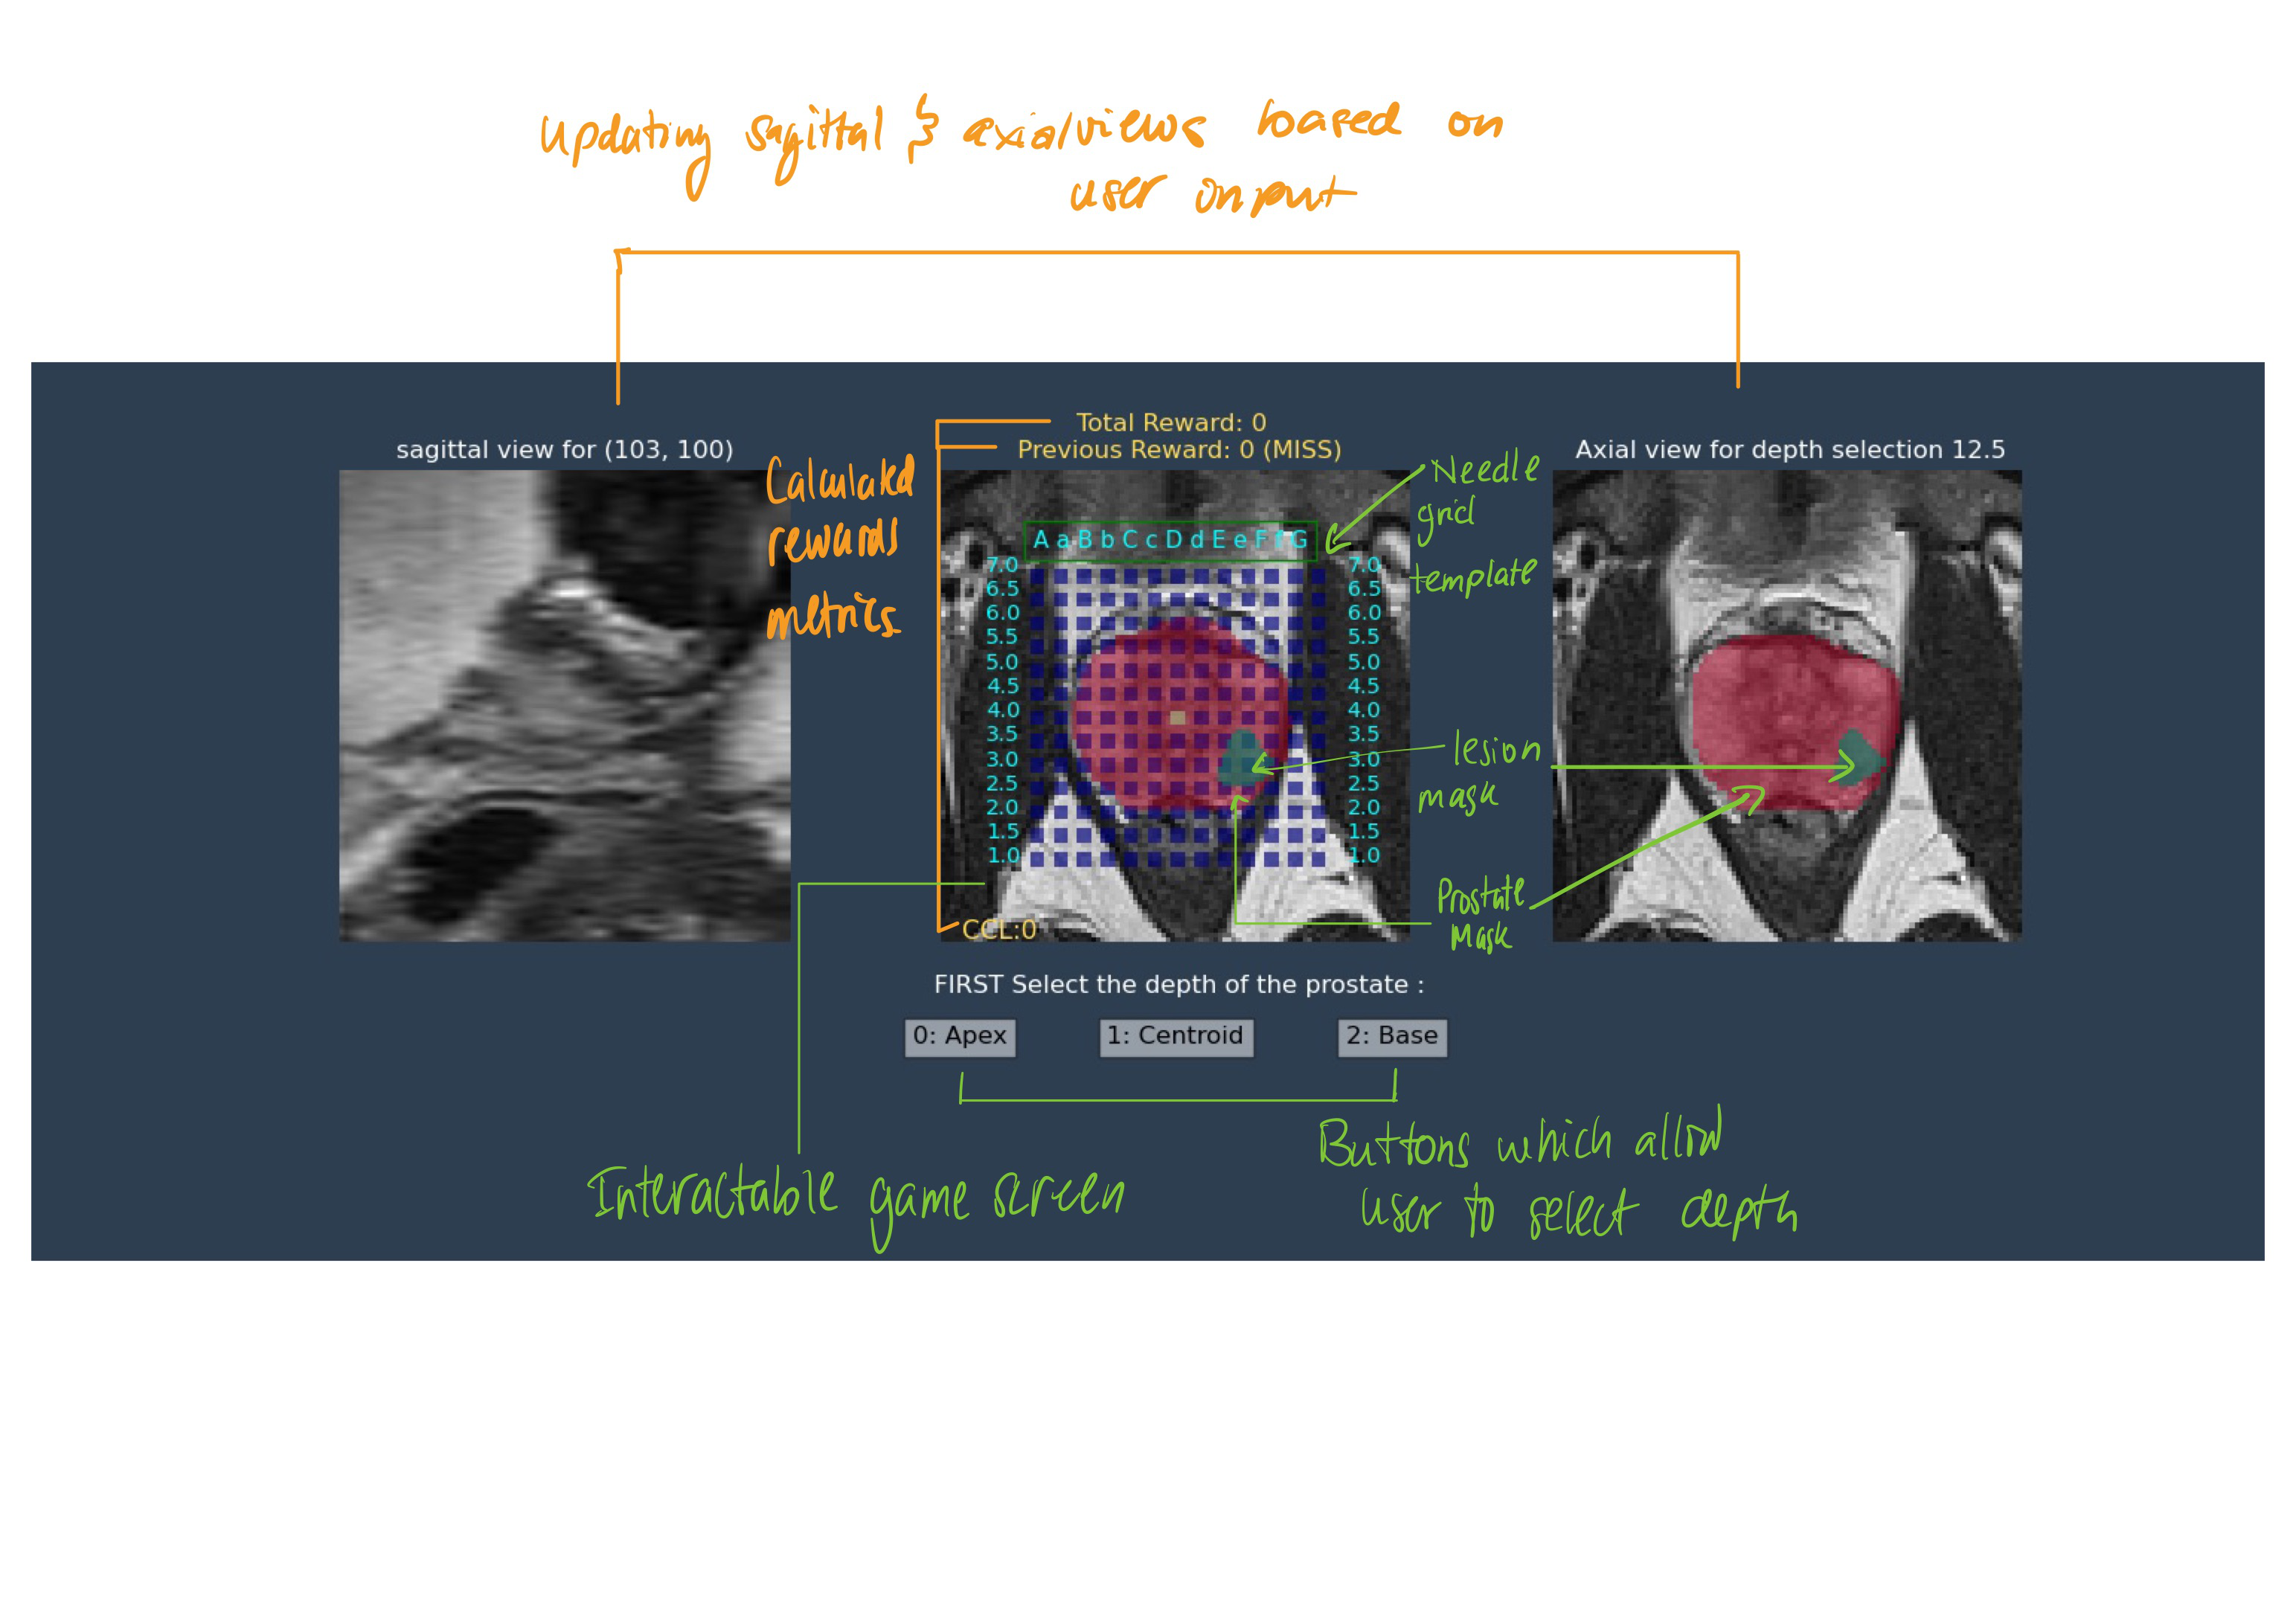 updating sagittal & axial views based on
user onput
Total Reward: 0
Previous Reward: 0 (MISS)
sagittal view for (103, 100)
Axial view for depth selection 12.5
Calculated
rewards
metrics
Needle
grid
template
A a B b C c D d E e F f G
7.0 7.0
6.5 6.5
6.0 6.0
5.5 5.5
5.0 5.0
4.5 4.5
4.0 4.0
3.5 3.5
3.0 3.0
2.5 2.5
2.0 2.0
1.5 1.5
1.0 1.0
lesion
mask
Prostate
Mask
CCL:0
FIRST Select the depth of the prostate :
0: Apex
1: Centroid
2: Base
Interactable game screen
Buttons which allow
user to select depth